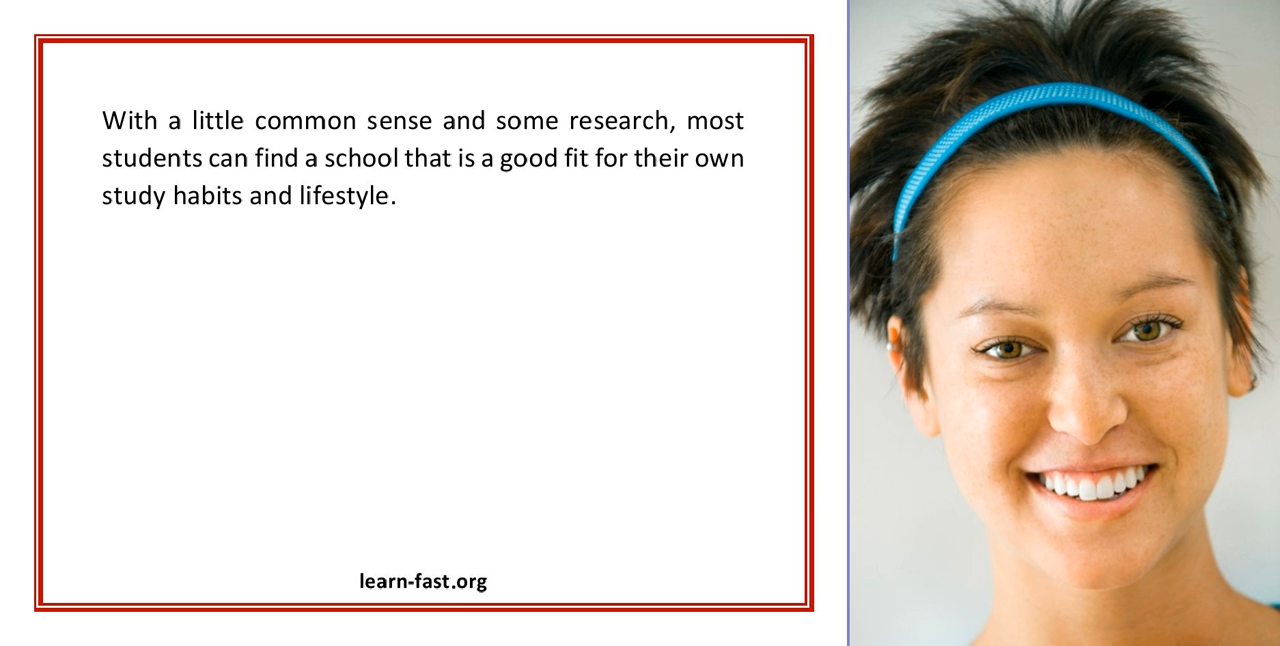 With a little common sense and some research, most
students can find a school that is a good fit for their own
study habits and lifestyle.
learn-fast.org